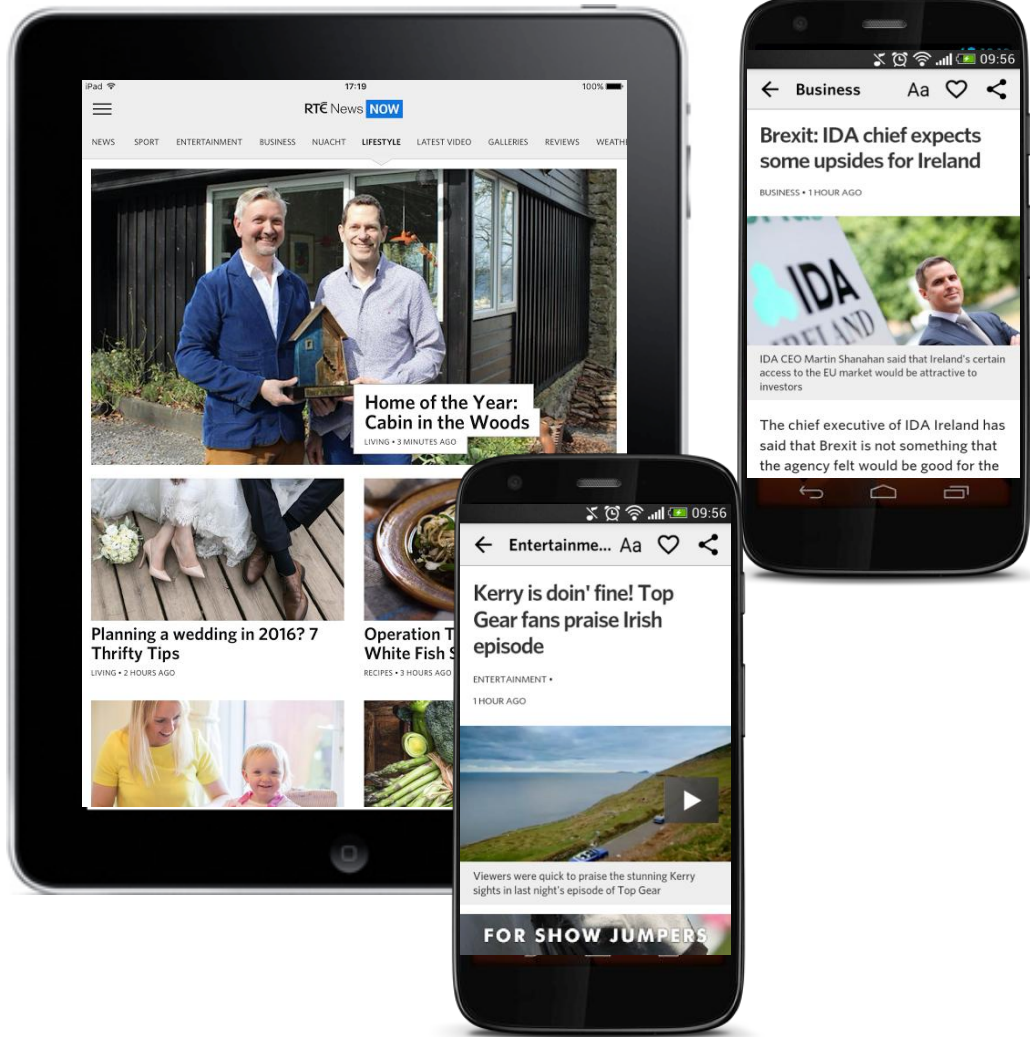 iPad
17:19
100%
RTÉ News NOW
NEWS SPORT ENTERTAINMENT BUSINESS NUACHT LIFESTYLE LATEST VIDEO GALLERIES REVIEWS WEATH
Home of the Year:
Cabin in the Woods
LIVING • 3 MINUTES AGO
Planning a wedding in 2016? 7
Thrifty Tips
LIVING • 2 HOURS AGO
Operation T
White Fish S
RECIPES • 3 HOURS AGO
09:56
Business Aa
Brexit: IDA chief expects
some upsides for Ireland
BUSINESS • 1 HOUR AGO
IDA
IRELAND
IDA CEO Martin Shanahan said that Ireland's certain
access to the EU market would be attractive to
investors
The chief executive of IDA Ireland has
said that Brexit is not something that
the agency felt would be good for the
09:56
Entertainme... Aa
Kerry is doin' fine! Top
Gear fans praise Irish
episode
ENTERTAINMENT •
1 HOUR AGO
Viewers were quick to praise the stunning Kerry
sights in last night's episode of Top Gear
FOR SHOW JUMPERS